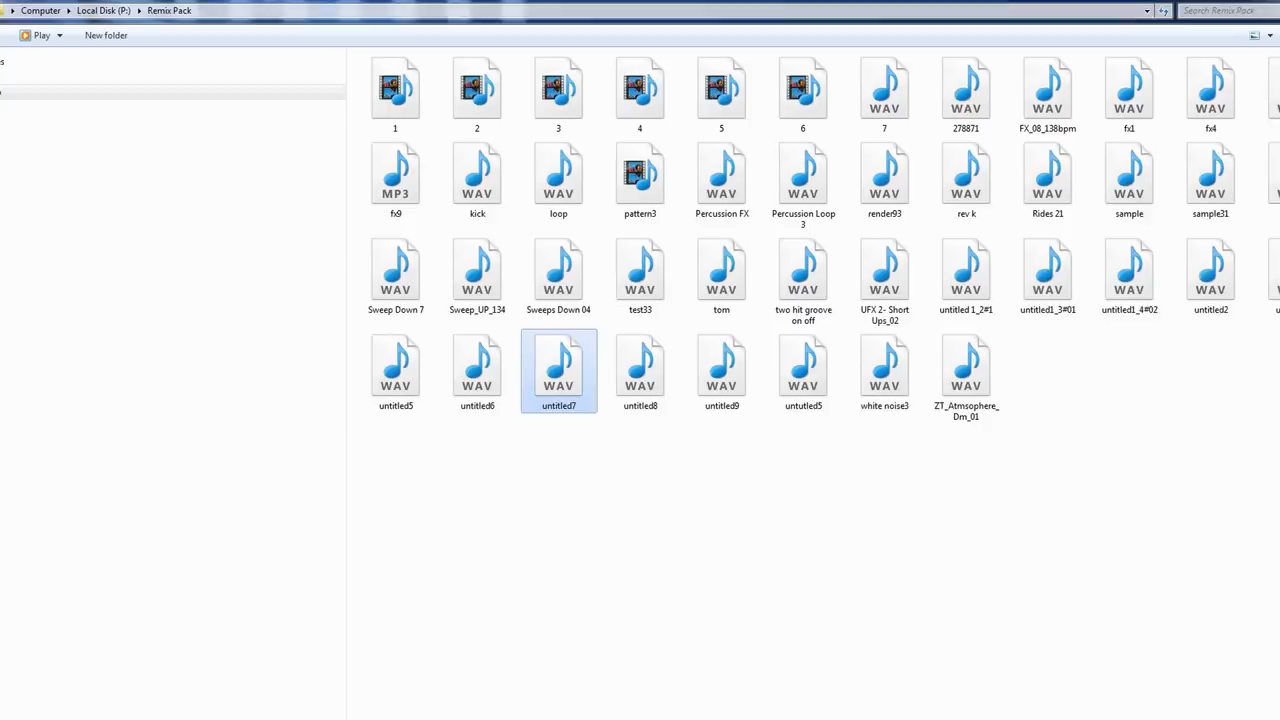 Computer Local Disk (P:) Remix Pack Search Remix Pack
Play New folder
s
1 2 3 4 5 6 7 278871 FX_08_138bpm fx1 fx4
WAV WAV WAV WAV WAV
fx9 kick loop pattern3 Percussion FX Percussion Loop 3 render93 rev k Rides 21 sample sample31
MP3 WAV WAV WAV WAV WAV WAV WAV WAV WAV
Sweep Down 7 Sweep_UP_134 Sweeps Down 04 test33 tom two hit groove on off UFX 2- Short Ups_02 untitled 1_2#1 untitled1_3#01 untitled1_4#02 untitled2
WAV WAV WAV WAV WAV WAV WAV WAV WAV WAV WAV
untitled5 untitled6 untitled7 untitled8 untitled9 untutled5 white noise3 ZT_Atmsophere_Dm_01
WAV WAV WAV WAV WAV WAV WAV WAV